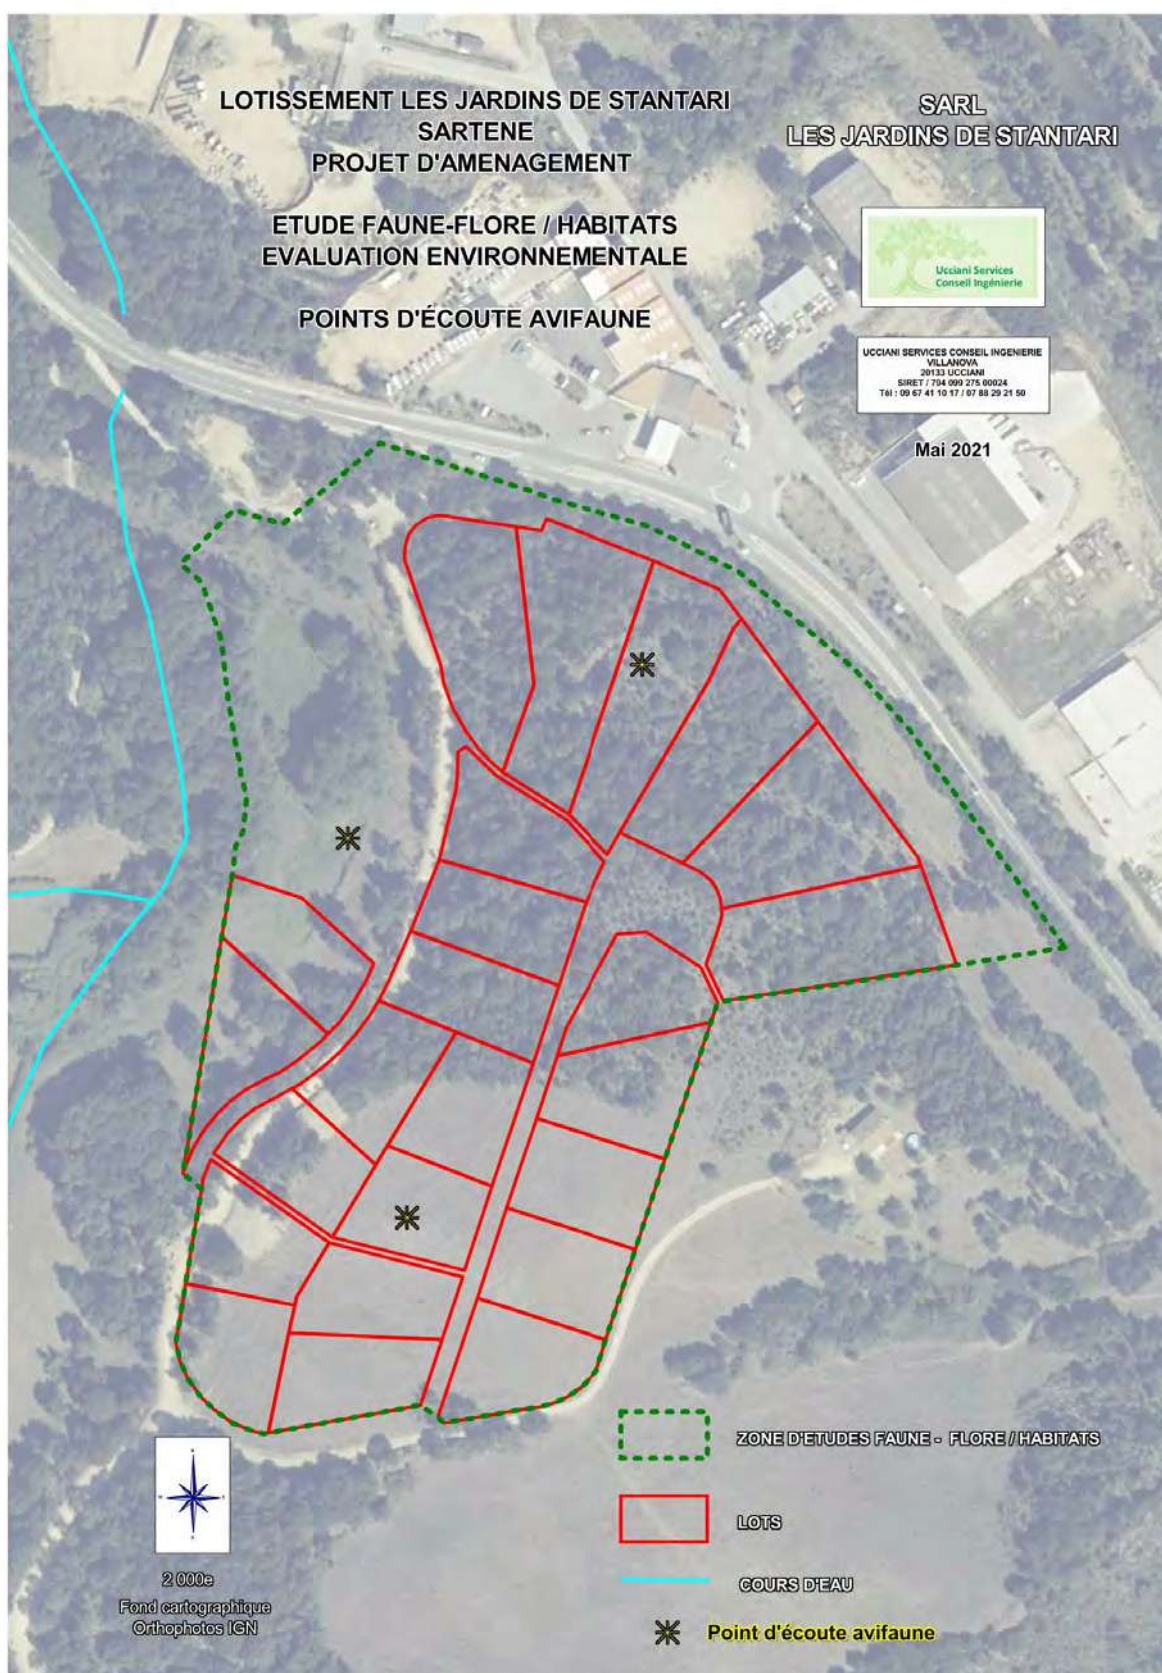 LOTISSEMENT LES JARDINS DE STANTARI
SARTENE
PROJET D'AMENAGEMENT
ETUDE FAUNE-FLORE / HABITATS
EVALUATION ENVIRONNEMENTALE
POINTS D'ÉCOUTE AVIFAUNE
SARL
LES JARDINS DE STANTARI
Ucciani Services
Conseil Ingénierie
UCCIANI SERVICES CONSEIL INGENIERIE
VILLANOVA
20133 UCCIANI
SIRET / 794 099 275 00024
Tél : 09 67 41 10 17 / 07 88 29 21 50
Mai 2021
ZONE D'ETUDES FAUNE - FLORE / HABITATS
LOTS
COURS D'EAU
Point d'écoute avifaune
2 000e
Fond cartographique
Orthophotos IGN